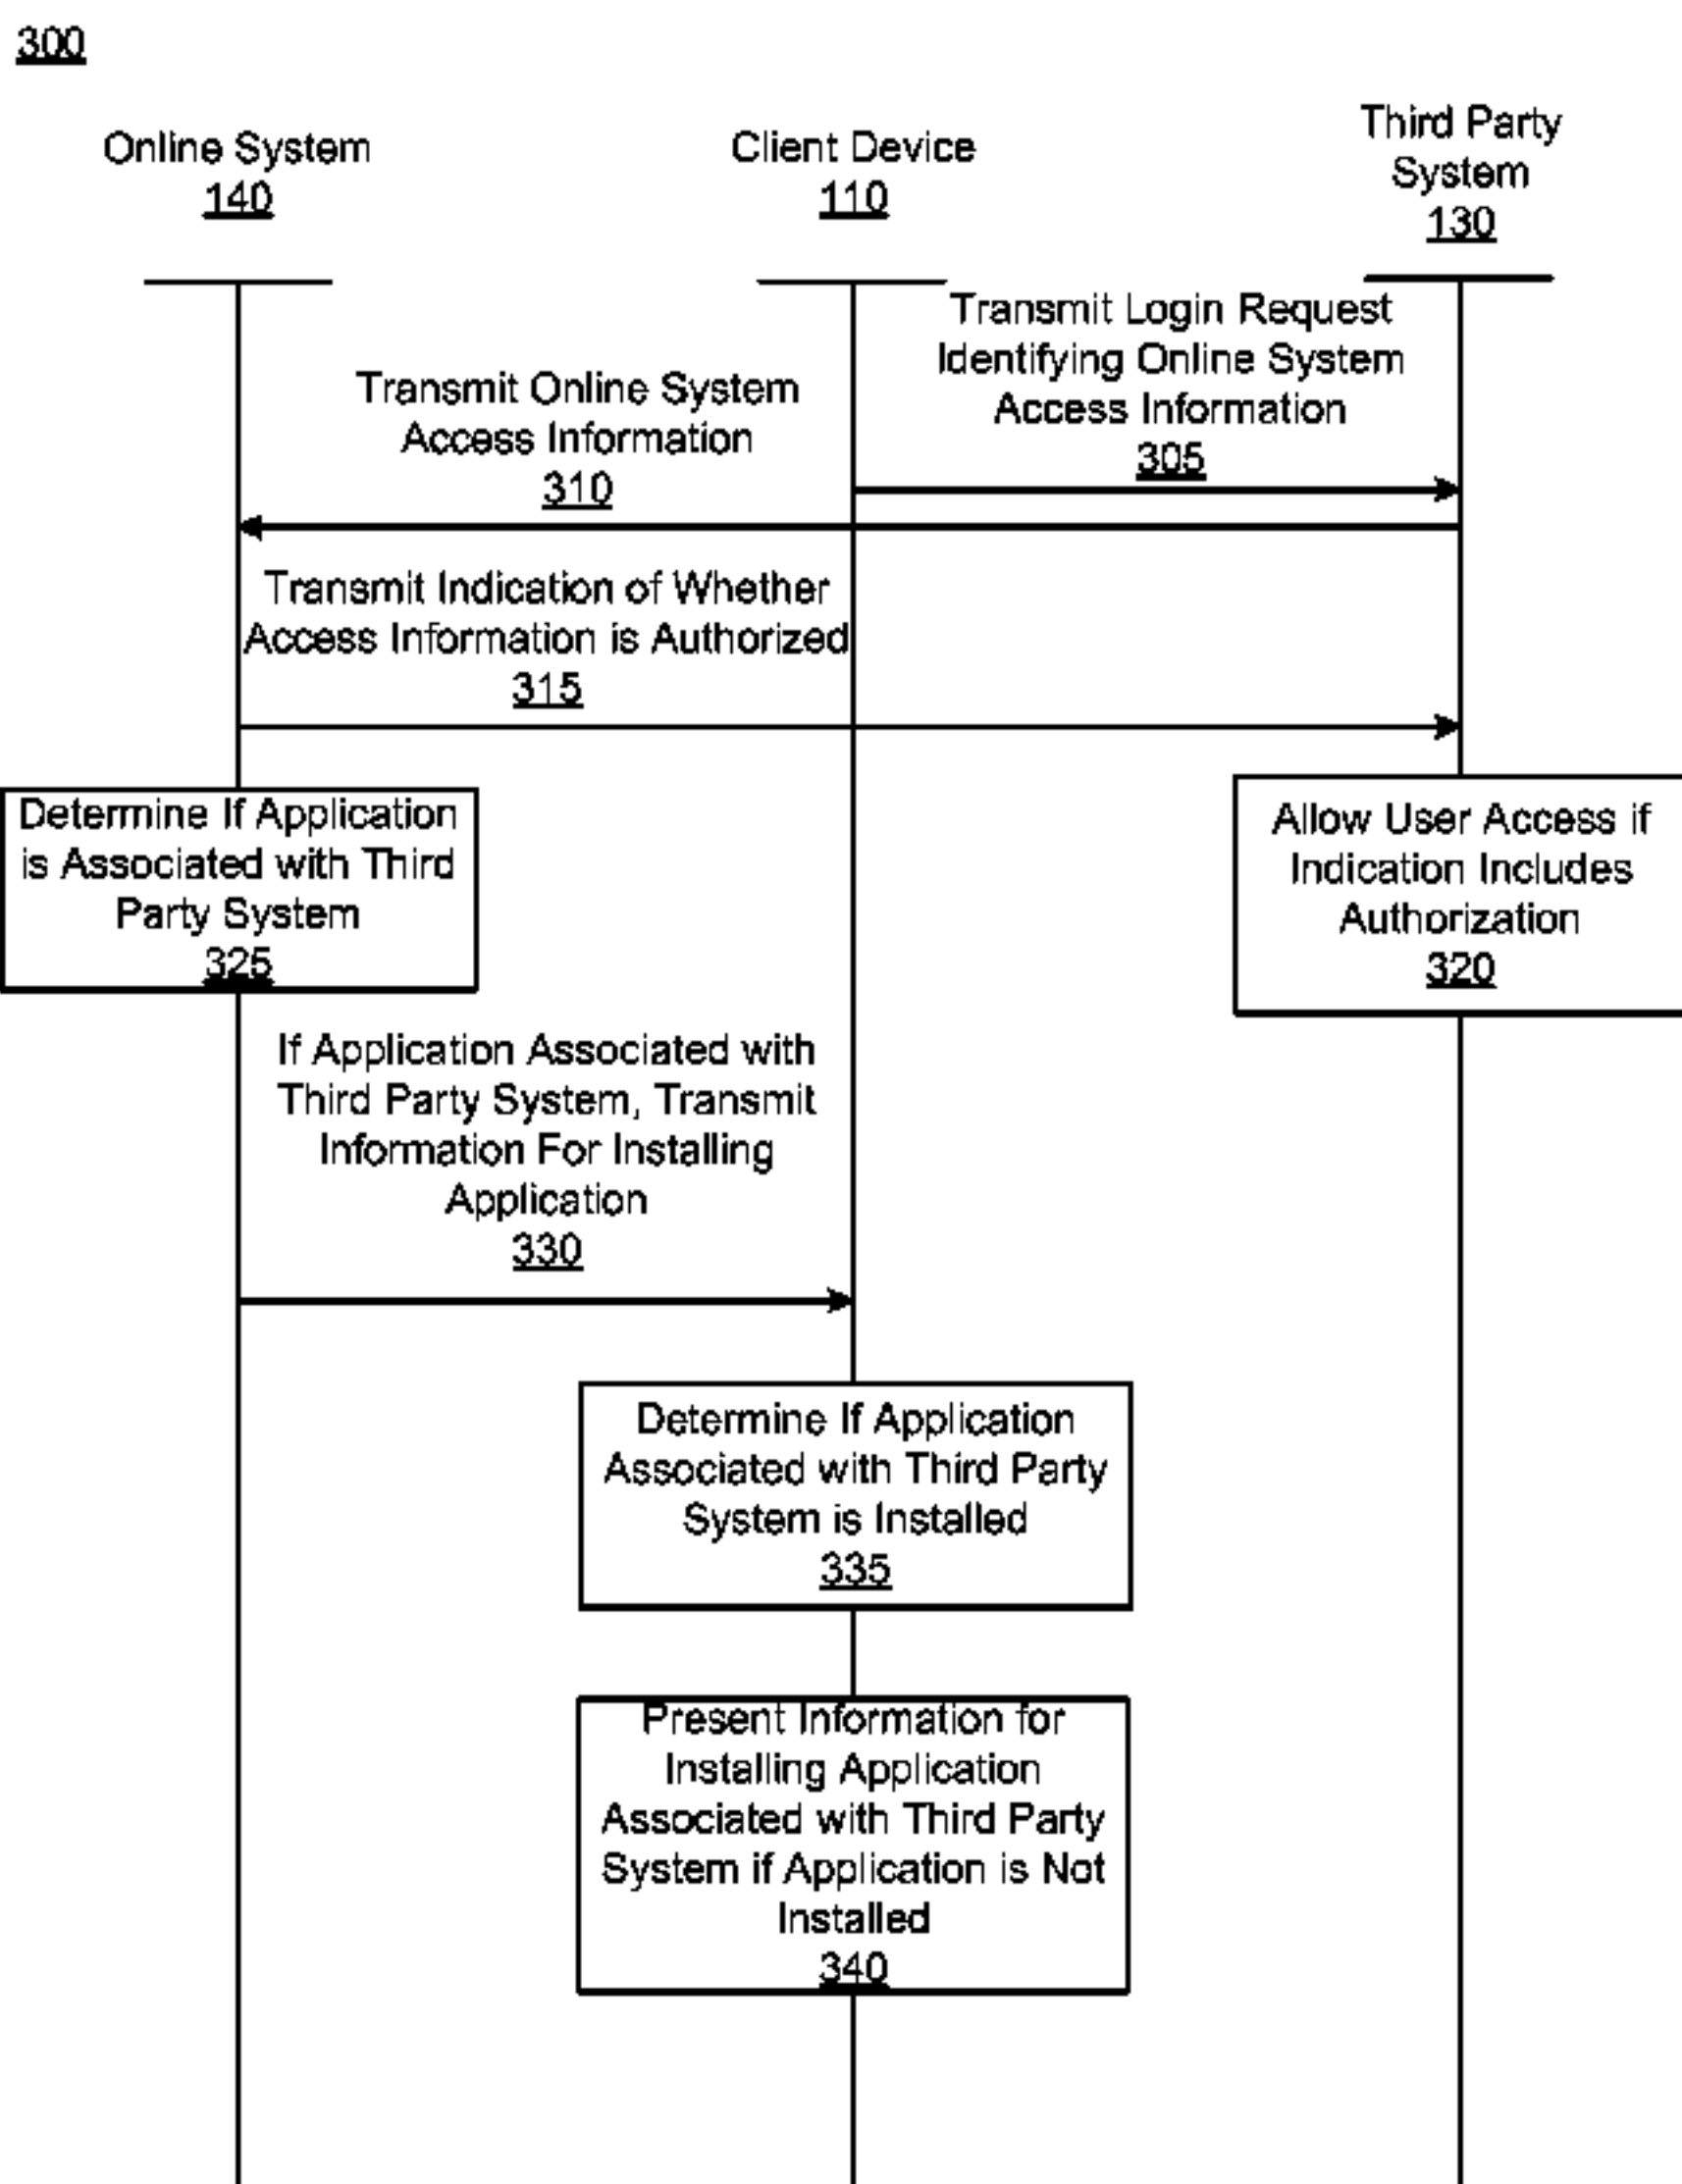 300
Online System
140
Client Device
110
Third Party
System
130
Transmit Login Request
Identifying Online System
Access Information
305
Transmit Online System
Access Information
310
Transmit Indication of Whether
Access Information is Authorized
315
Determine If Application
is Associated with Third
Party System
325
Allow User Access if
Indication Includes
Authorization
320
If Application Associated with
Third Party System, Transmit
Information For Installing
Application
330
Determine If Application
Associated with Third Party
System is Installed
335
Present Information for
Installing Application
Associated with Third Party
System if Application is Not
Installed
340